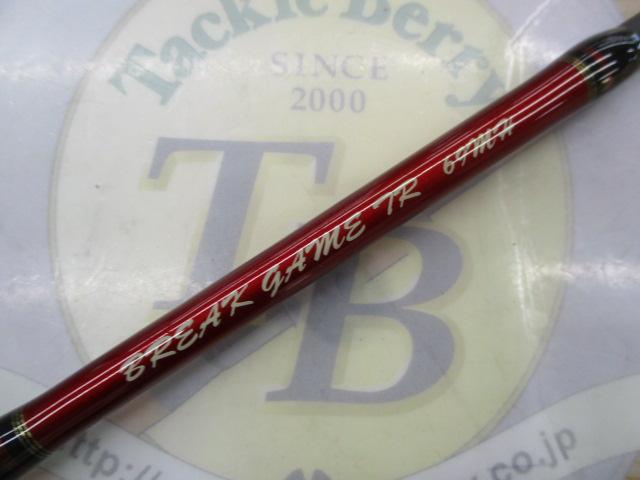 Tackle Berry
SINCE
2000
TB
BREAK GAME TR 69MH
http://
.co.jp